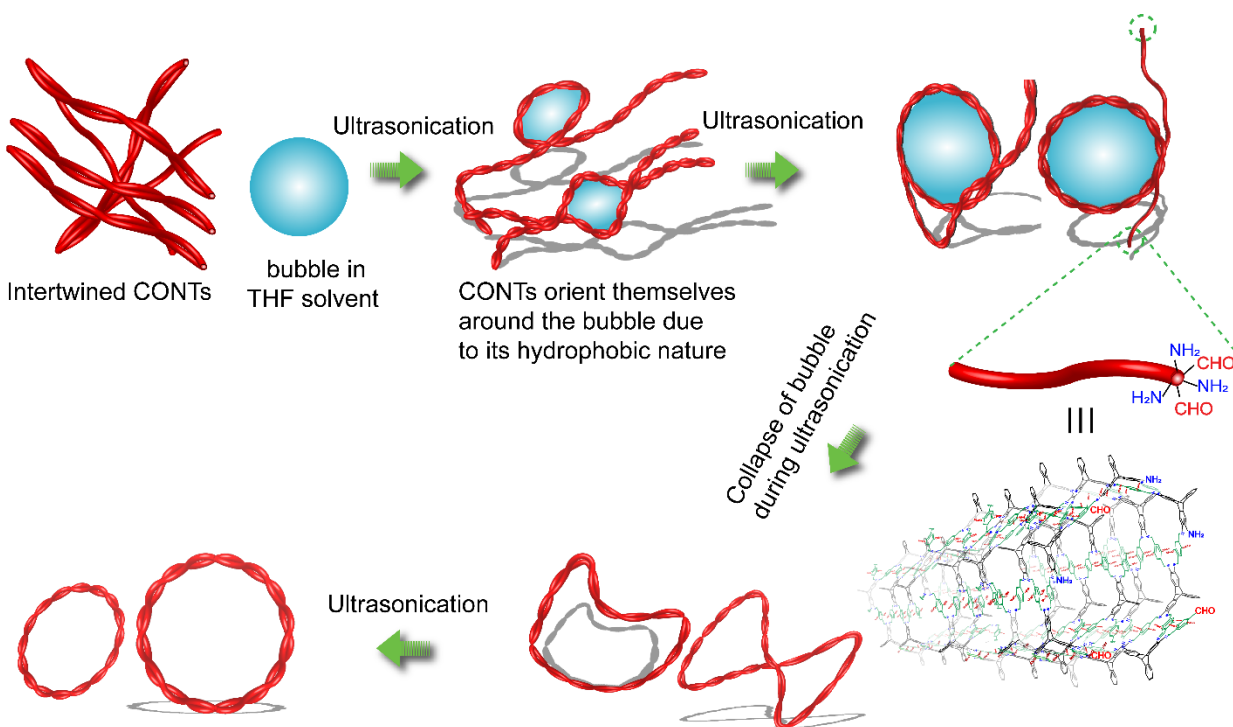 Intertwined CONTs
bubble in
THF solvent
Ultrasonication
CONTs orient themselves
around the bubble due
to its hydrophobic nature
Ultrasonication
NH₂
CHO
NH₂
H₂N
CHO
Collapse of bubble
during ultrasonication
NH₂
CHO
NH₂
NH₂
CHO
CHO
Ultrasonication